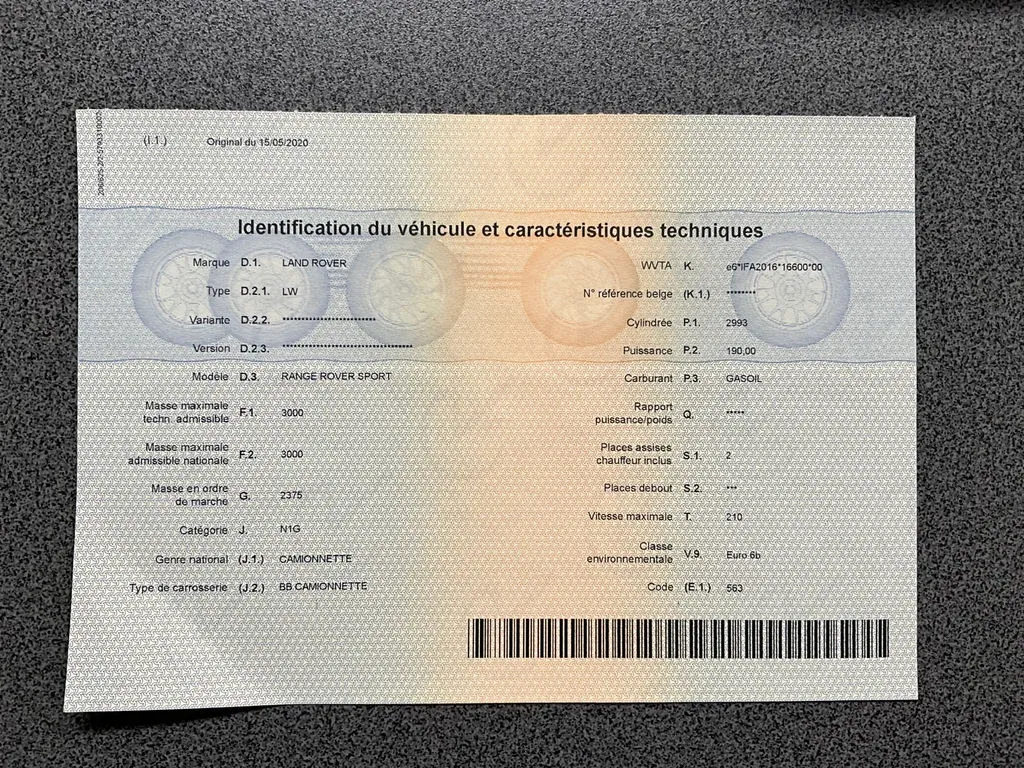 (I.1.) Original du 15/05/2020
Identification du véhicule et caractéristiques techniques
Marque D.1. LAND ROVER
Type D.2.1. LW
Variante D.2.2. ***********************
Version D.2.3. ********************************
Modèle D.3. RANGE ROVER SPORT
Masse maximale
techn. admissible F.1. 3000
Masse maximale
admissible nationale F.2. 3000
Masse en ordre
de marche G. 2375
Catégorie J. N1G
Genre national (J.1.) CAMIONNETTE
Type de carrosserie (J.2.) BB CAMIONNETTE
WVTA K. e6*IFA2016*16600*00
N° référence belge (K.1.) ********
Cylindrée P.1. 2993
Puissance P.2. 190,00
Carburant P.3. GASOIL
Rapport
puissance/poids Q. *****
Places assises
chauffeur inclus S.1. 2
Places debout S.2. ***
Vitesse maximale T. 210
Classe
environnementale V.9. Euro 6b
Code (E.1.) 563